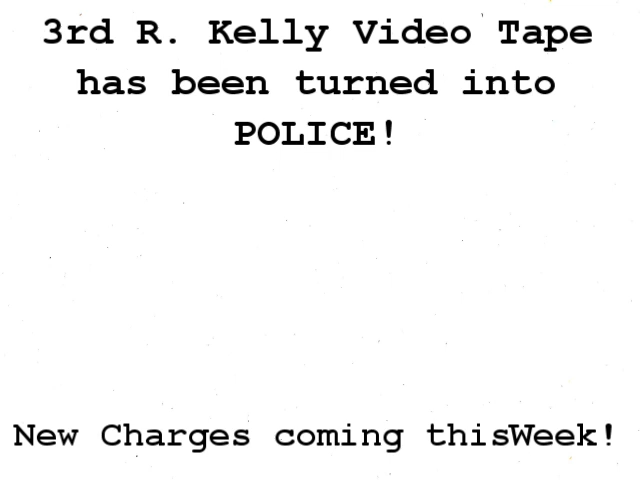 3rd R. Kelly Video Tape
has been turned into
POLICE!
New Charges coming thisWeek!